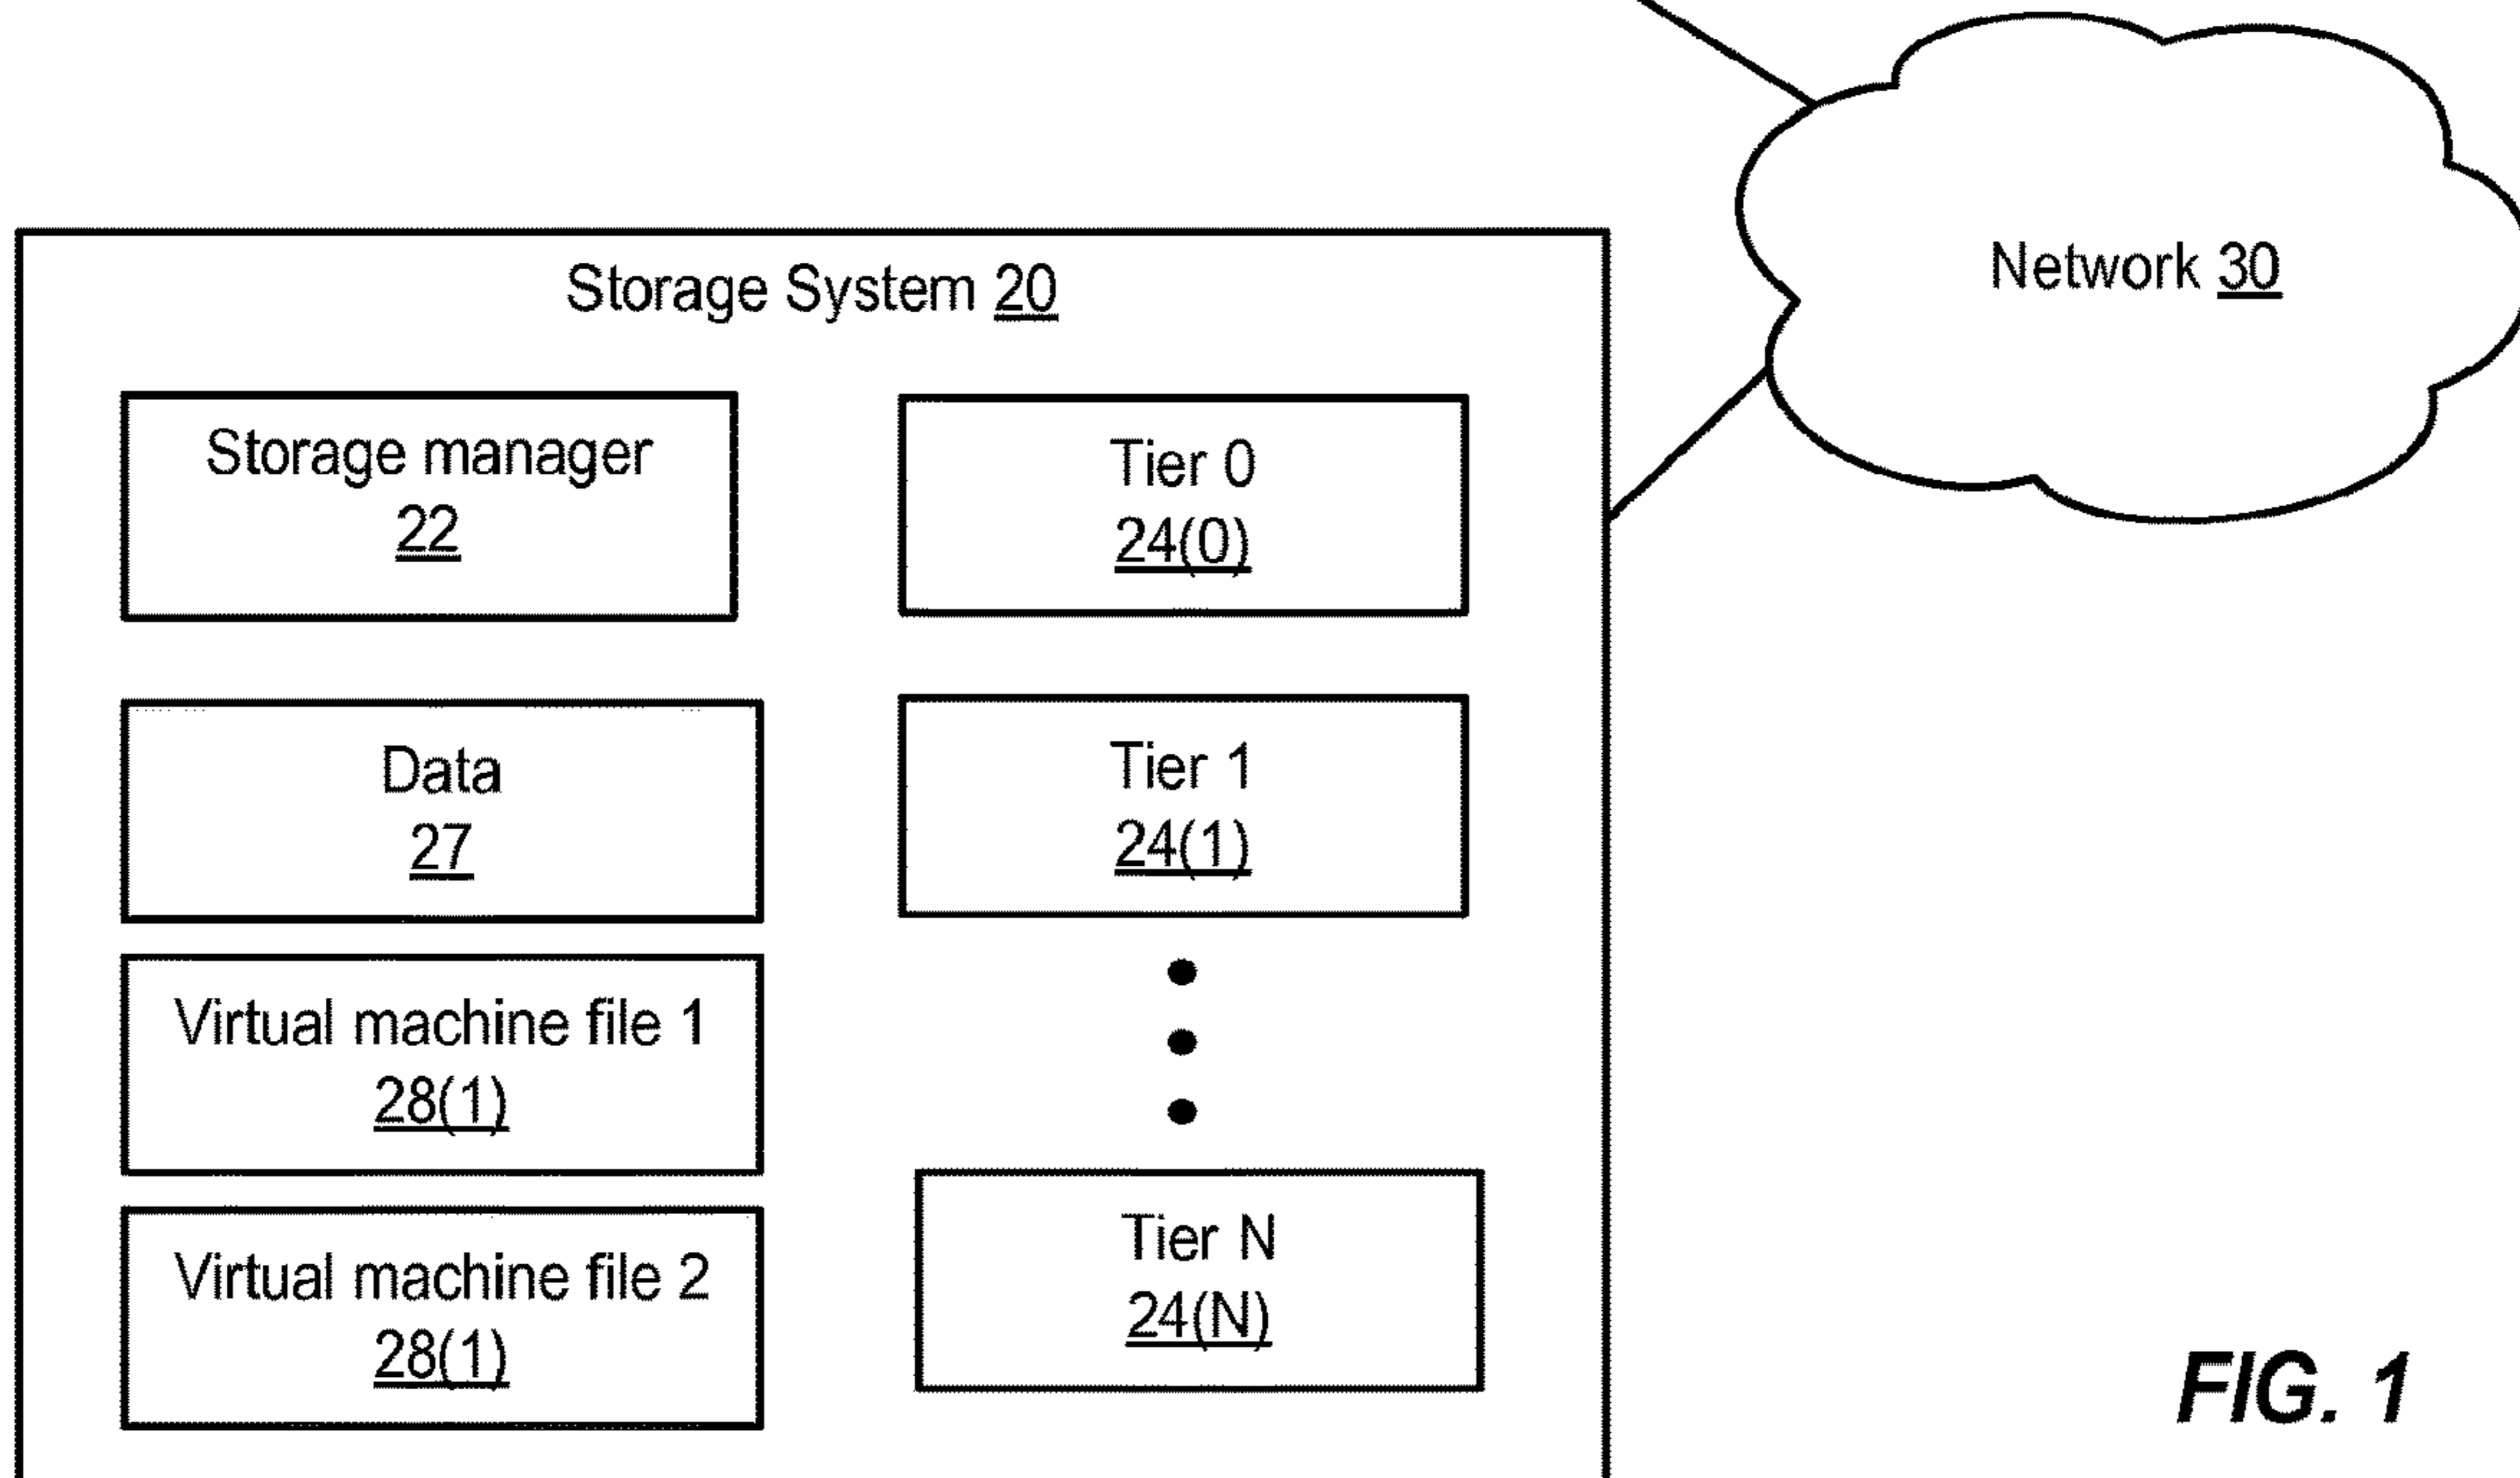 Storage System 20
Network 30
Storage manager
22
Tier 0
24(0)
Data
27
Tier 1
24(1)
Virtual machine file 1
28(1)
Virtual machine file 2
28(1)
Tier N
24(N)
FIG. 1